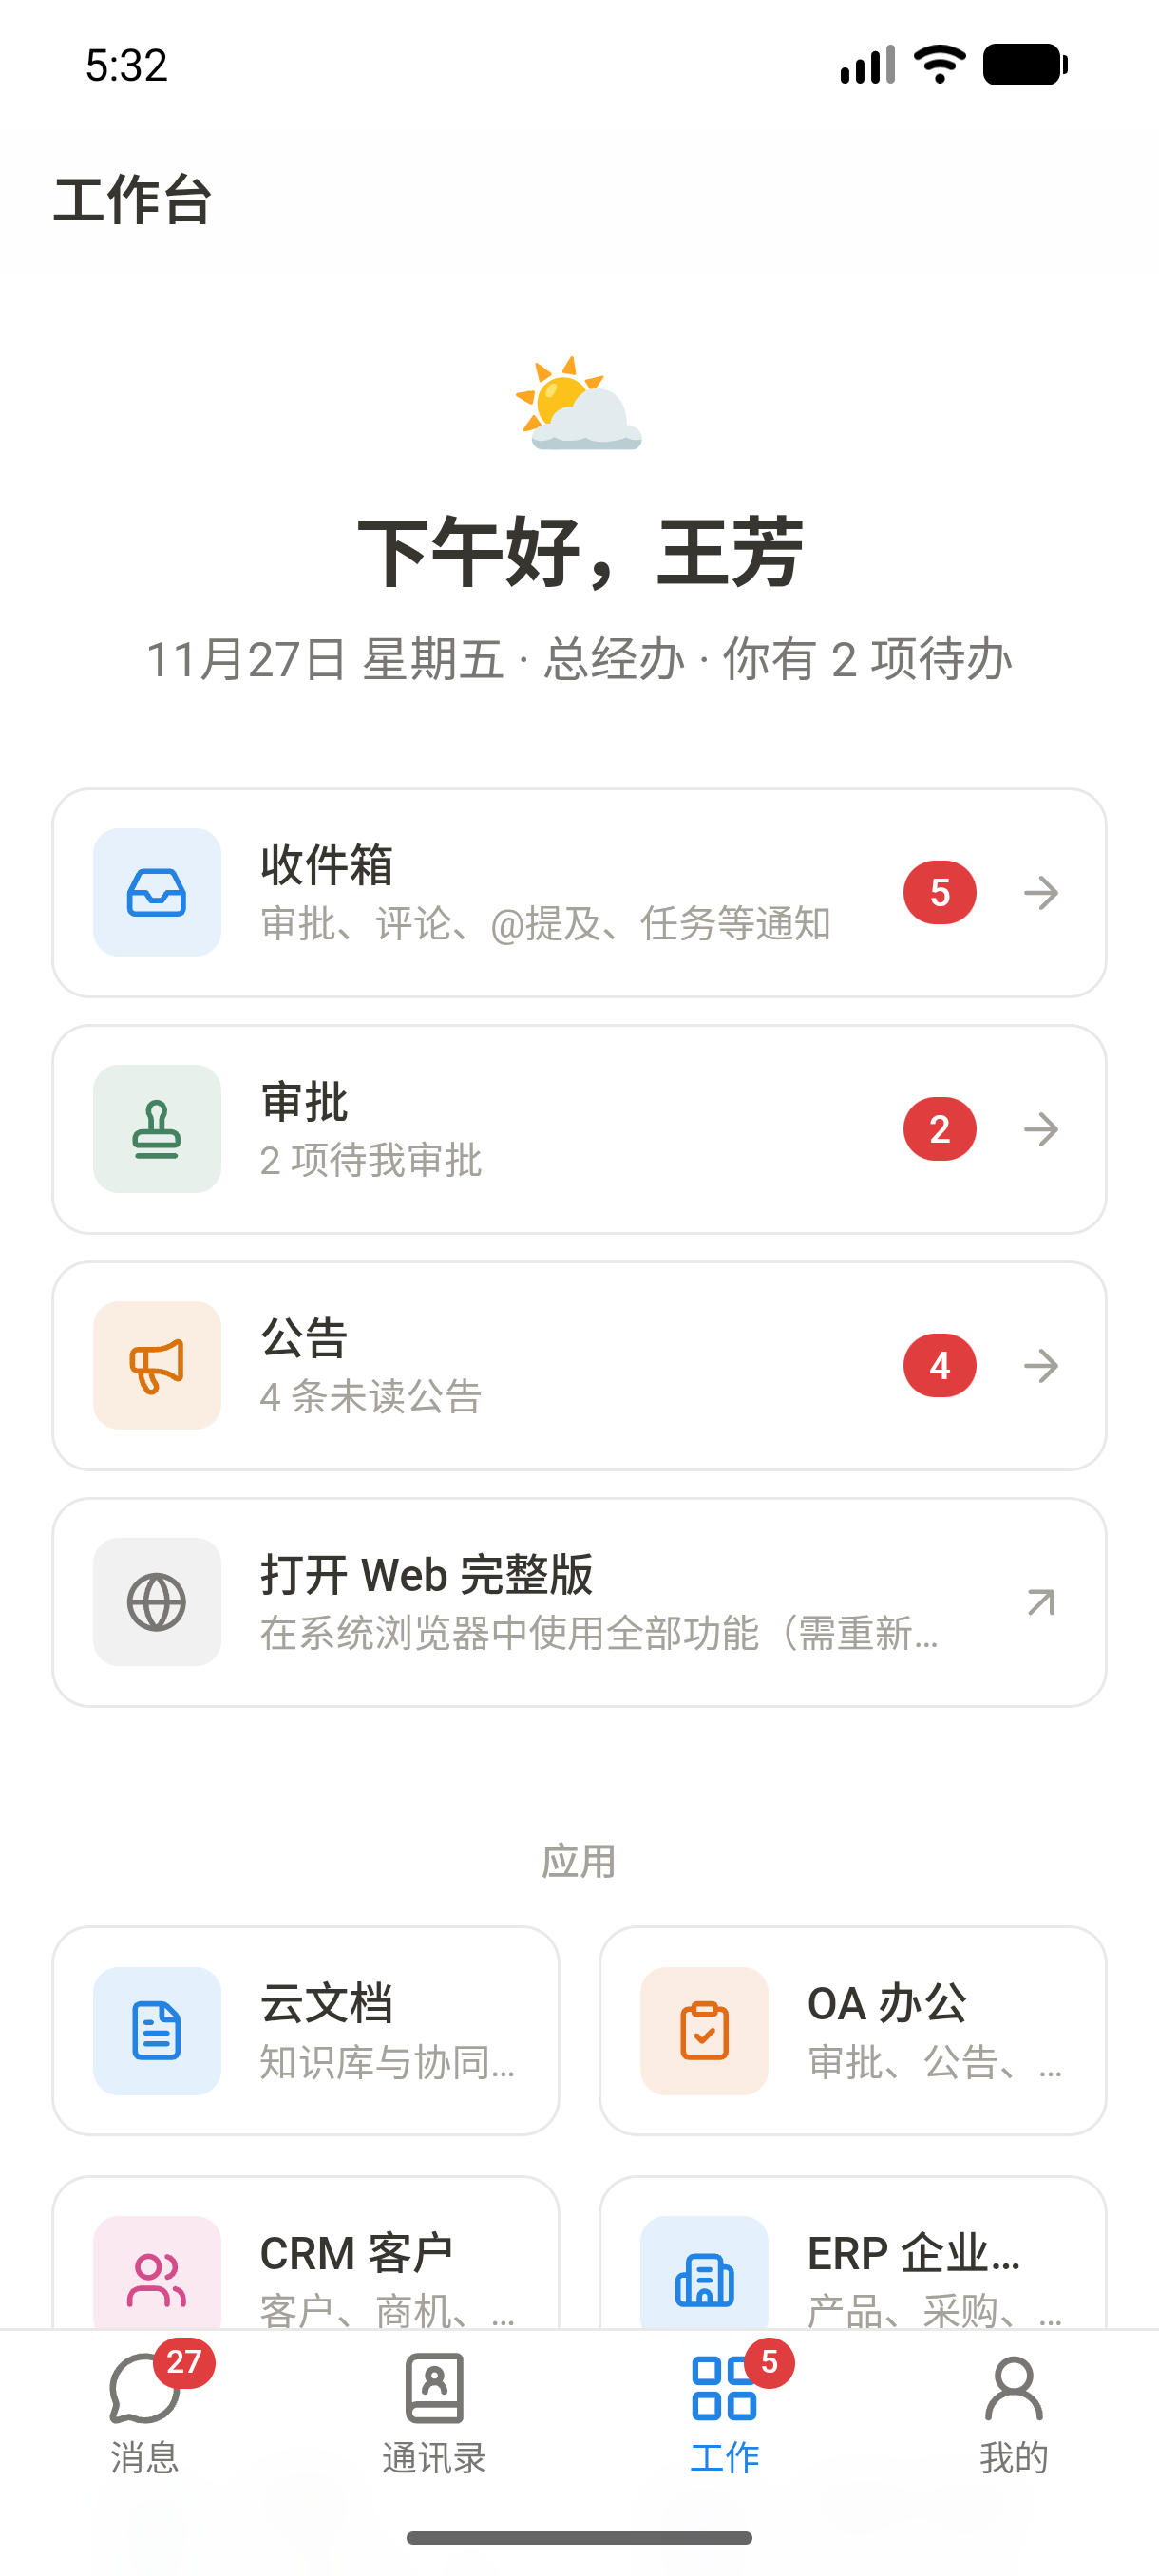 5:32
工作台
下午好，王芳
11月27日 星期五 · 总经办 · 你有 2 项待办
收件箱
审批、评论、@提及、任务等通知
5
审批
2 项待我审批
2
公告
4 条未读公告
4
打开 Web 完整版
在系统浏览器中使用全部功能（需重新...
应用
云文档
知识库与协同...
OA 办公
审批、公告、...
CRM 客户
客户、商机、...
ERP 企业...
产品、采购、...
27
5
消息
通讯录
工作
我的